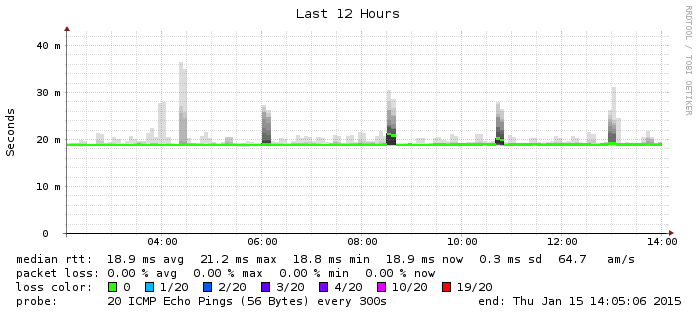 Last 12 Hours
RRDTOOL / TOBI OETIKER
Seconds
40 m
30 m
20 m
10 m
0
04:00 06:00 08:00 10:00 12:00 14:00
median rtt: 18.9 ms avg 21.2 ms max 18.8 ms min 18.9 ms now 0.3 ms sd 64.7 am/s
packet loss: 0.00 % avg 0.00 % max 0.00 % min 0.00 % now
loss color: 0 1/20 2/20 3/20 4/20 10/20 19/20
probe: 20 ICMP Echo Pings (56 Bytes) every 300s end: Thu Jan 15 14:05:06 2015